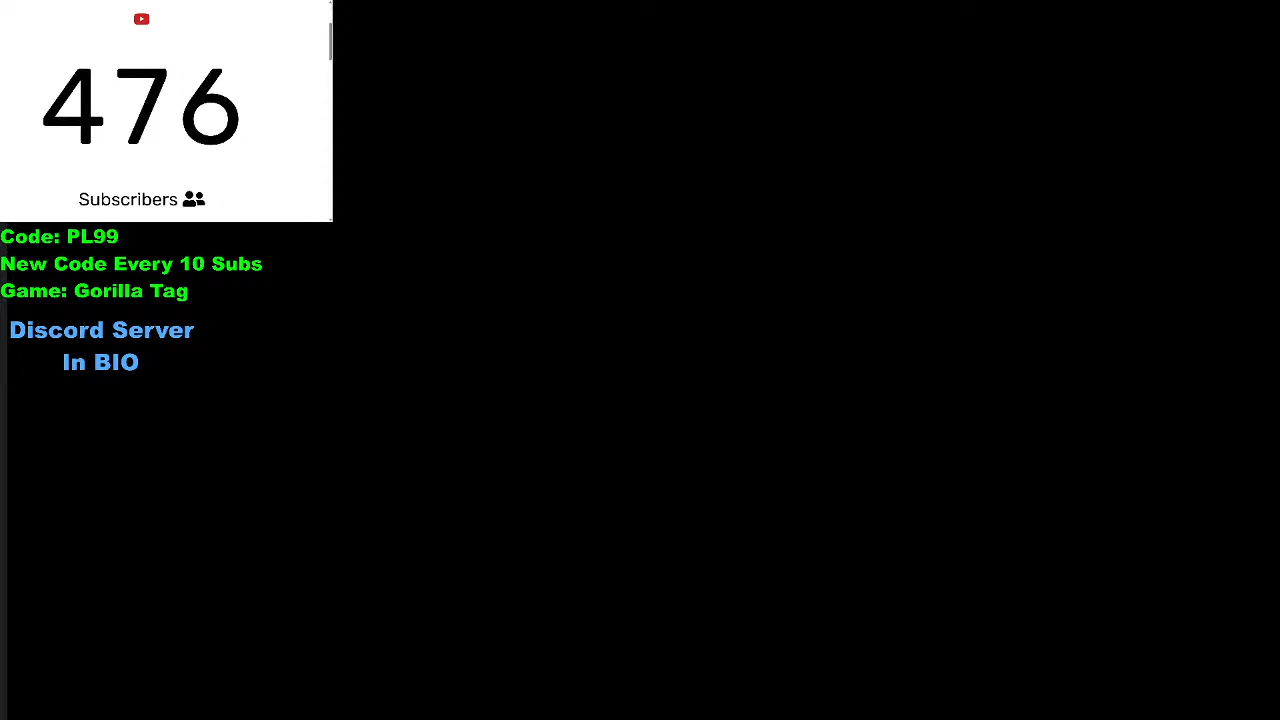 476
Subscribers
Code: PL99
New Code Every 10 Subs
Game: Gorilla Tag
Discord Server
In BIO